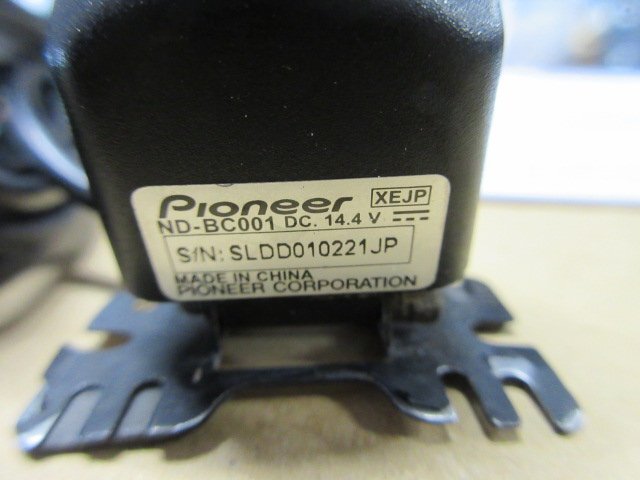 Pioneer XEJP
ND-BC001 DC. 14.4 V
S/N: SLDD010221JP
MADE IN CHINA
PIONEER CORPORATION